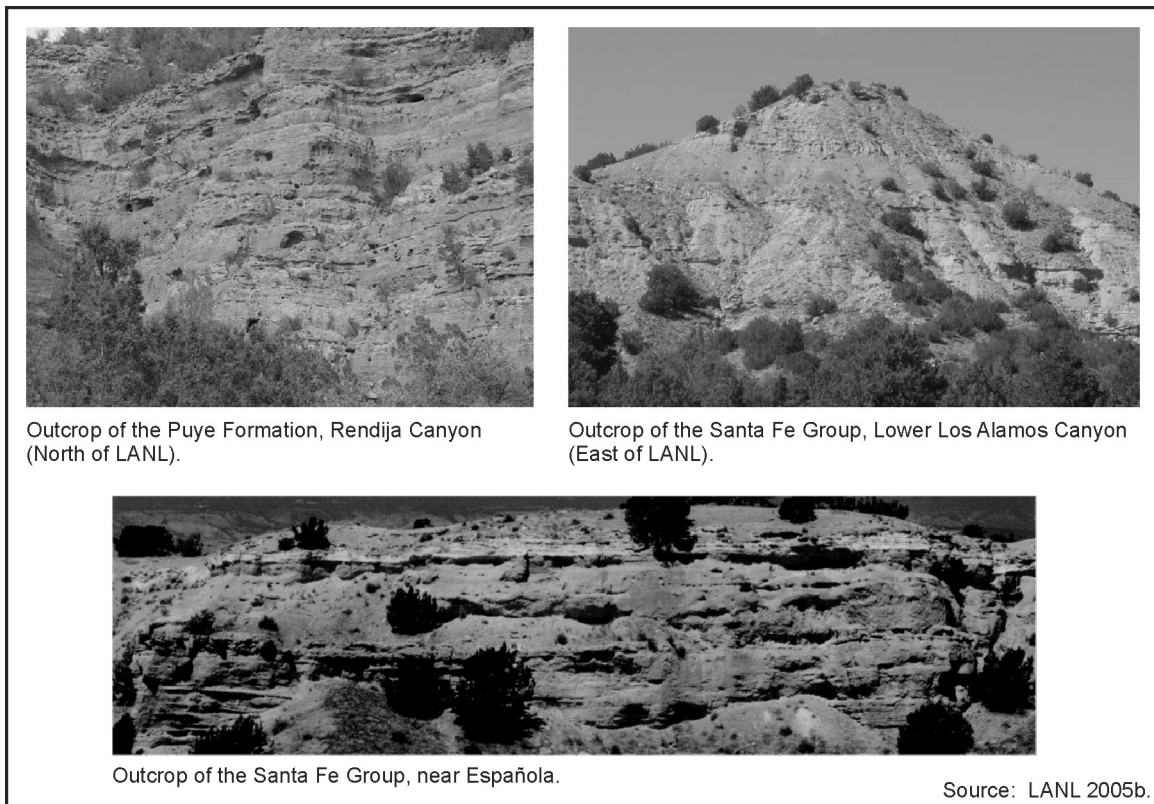 Outcrop of the Puye Formation, Rendija Canyon
(North of LANL).
Outcrop of the Santa Fe Group, Lower Los Alamos Canyon
(East of LANL).
Outcrop of the Santa Fe Group, near Española.
Source:  LANL 2005b.